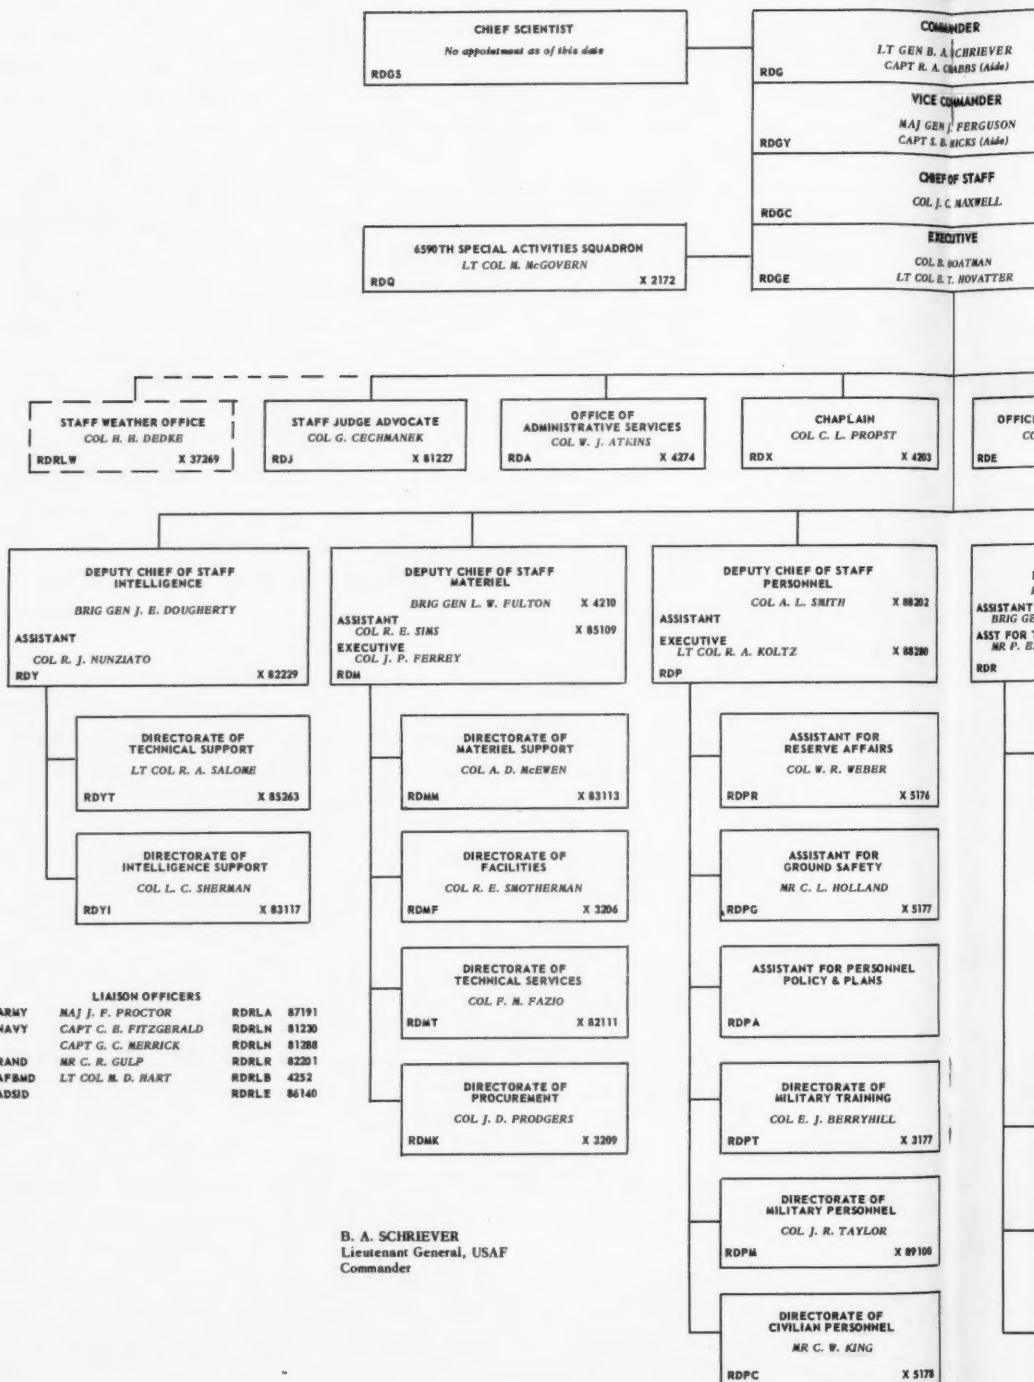 CHIEF SCIENTIST
No appointment as of this date
RDGS
COMMANDER
LT GEN B. A. SCHRIEVER
CAPT R. A. (Aide)
RDG
VICE COMMANDER
MAJ GEN J. FERGUSON
CAPT S. B. HICKS (Aide)
RDGY
CHIEF OF STAFF
COL J. C. MAXWELL
RDGC
EXECUTIVE
COL B. BOATMAN
LT COL B. T. HOVATTER
RDGE
6590TH SPECIAL ACTIVITIES SQUADRON
LT COL M. McGOVERN
RDQ X 2172
STAFF WEATHER OFFICE
COL H. H. DEDKE
RDRLW X 37269
STAFF JUDGE ADVOCATE
COL G. CECHMANEK
RDJ X 81227
OFFICE OF
ADMINISTRATIVE SERVICES
COL W. J. ATKINS
RDA X 4274
CHAPLAIN
COL C. L. PROPST
RDX X 4203
OFFICE
CO
RDE
DEPUTY CHIEF OF STAFF
INTELLIGENCE
BRIG GEN J. E. DOUGHERTY
ASSISTANT
COL R. J. NUNZIATO
RDY X 82229
DIRECTORATE OF
TECHNICAL SUPPORT
LT COL R. A. SALOME
RDYT X 85263
DIRECTORATE OF
INTELLIGENCE SUPPORT
COL L. C. SHERMAN
RDYI X 83117
DEPUTY CHIEF OF STAFF
MATERIEL
BRIG GEN L. W. FULTON X 4210
ASSISTANT
COL R. E. SIMS X 85109
EXECUTIVE
COL J. P. FERREY
RDM
DIRECTORATE OF
MATERIEL SUPPORT
COL A. D. McEWEN
RDMM X 83113
DIRECTORATE OF
FACILITIES
COL R. E. SMOTHERMAN
RDMF X 3206
DIRECTORATE OF
TECHNICAL SERVICES
COL F. M. FAZIO
RDMT X 82111
DIRECTORATE OF
PROCUREMENT
COL J. D. PRODGERS
RDMK X 3209
DEPUTY CHIEF OF STAFF
PERSONNEL
COL A. L. SMITH X 88202
ASSISTANT
EXECUTIVE
LT COL R. A. KOLTZ X 88280
RDP
ASSISTANT FOR
RESERVE AFFAIRS
COL W. R. WEBER
RDPR X 5176
ASSISTANT FOR
GROUND SAFETY
MR C. L. HOLLAND
RDPG X 5177
ASSISTANT FOR PERSONNEL
POLICY & PLANS
RDPA
DIRECTORATE OF
MILITARY TRAINING
COL E. J. BERRYHILL
RDPT X 3177
DIRECTORATE OF
MILITARY PERSONNEL
COL J. R. TAYLOR
RDPM X 89100
DIRECTORATE OF
CIVILIAN PERSONNEL
MR C. W. KING
RDPC X 5178
ASSISTANT
BRIG GE
ASST FOR T
MR P. E.
RDR
LIAISON OFFICERS
ARMY MAJ J. F. PROCTOR RDRLA 87191
NAVY CAPT C. E. FITZGERALD RDRLN 81230
CAPT G. C. MERRICK RDRLN 81288
RAND MR C. R. GULP RDRLR 82201
AFBMD LT COL M. D. HART RDRLB 4252
ADSID RDRLE 86140
B. A. SCHRIEVER
Lieutenant General, USAF
Commander